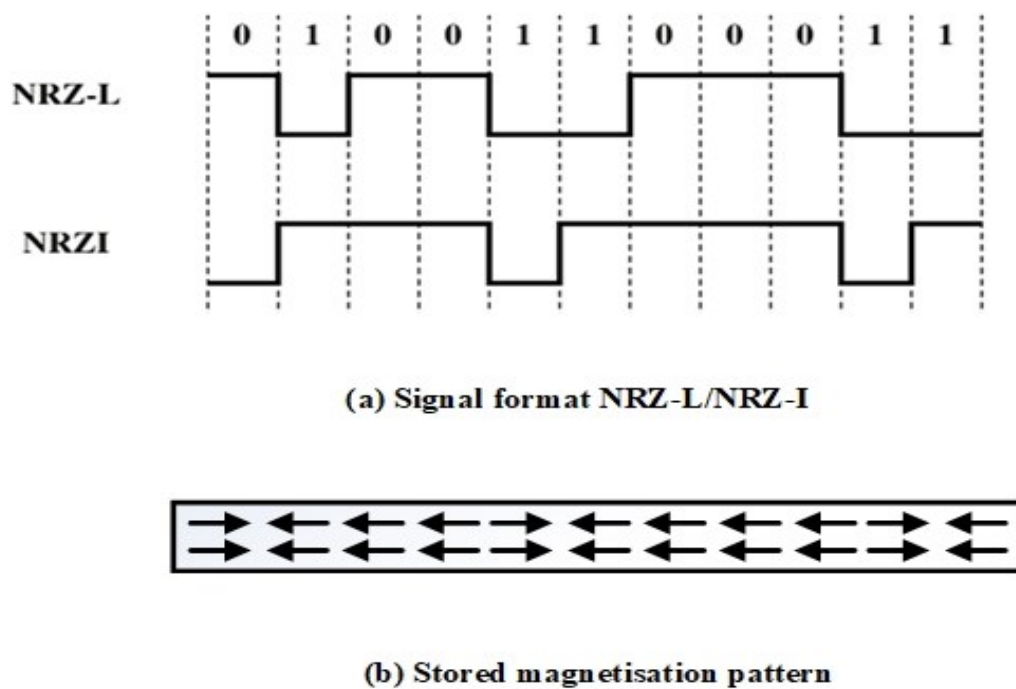 0 1 0 0 1 1 0 0 0 1 1
NRZ-L
NRZI
(a) Signal format NRZ-L/NRZ-I
(b) Stored magnetisation pattern